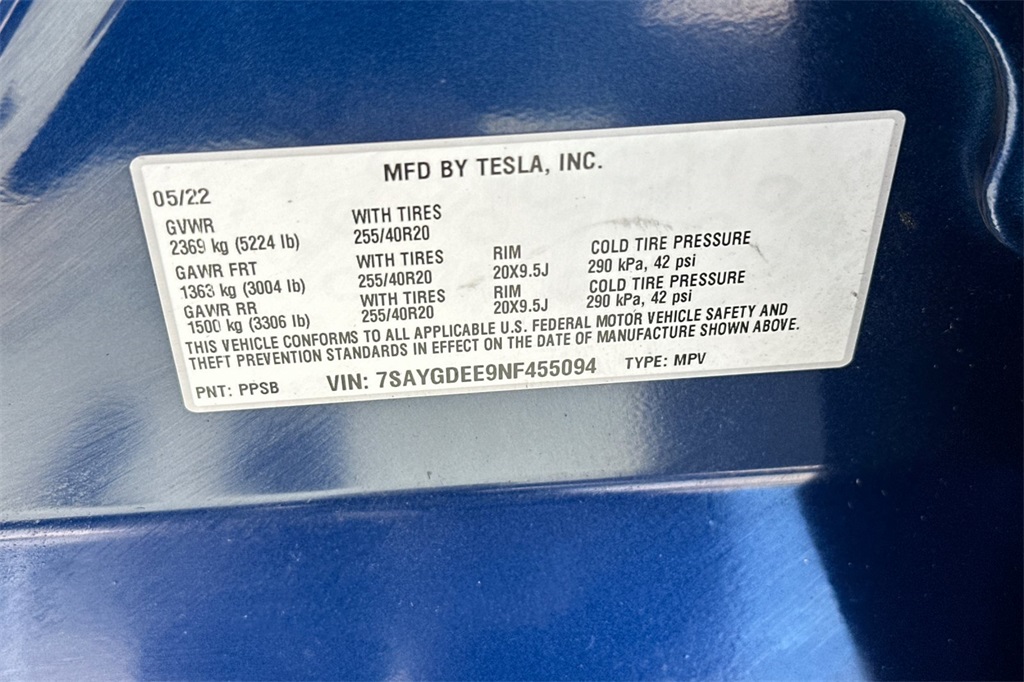 MFD BY TESLA, INC.
05/22
GVWR WITH TIRES
2369 kg (5224 lb) 255/40R20
GAWR FRT WITH TIRES RIM COLD TIRE PRESSURE
1363 kg (3004 lb) 255/40R20 20X9.5J 290 kPa, 42 psi
GAWR RR WITH TIRES RIM COLD TIRE PRESSURE
1500 kg (3306 lb) 255/40R20 20X9.5J 290 kPa, 42 psi
THIS VEHICLE CONFORMS TO ALL APPLICABLE U.S. FEDERAL MOTOR VEHICLE SAFETY AND
THEFT PREVENTION STANDARDS IN EFFECT ON THE DATE OF MANUFACTURE SHOWN ABOVE.
PNT: PPSB VIN: 7SAYGDEE9NF455094 TYPE: MPV